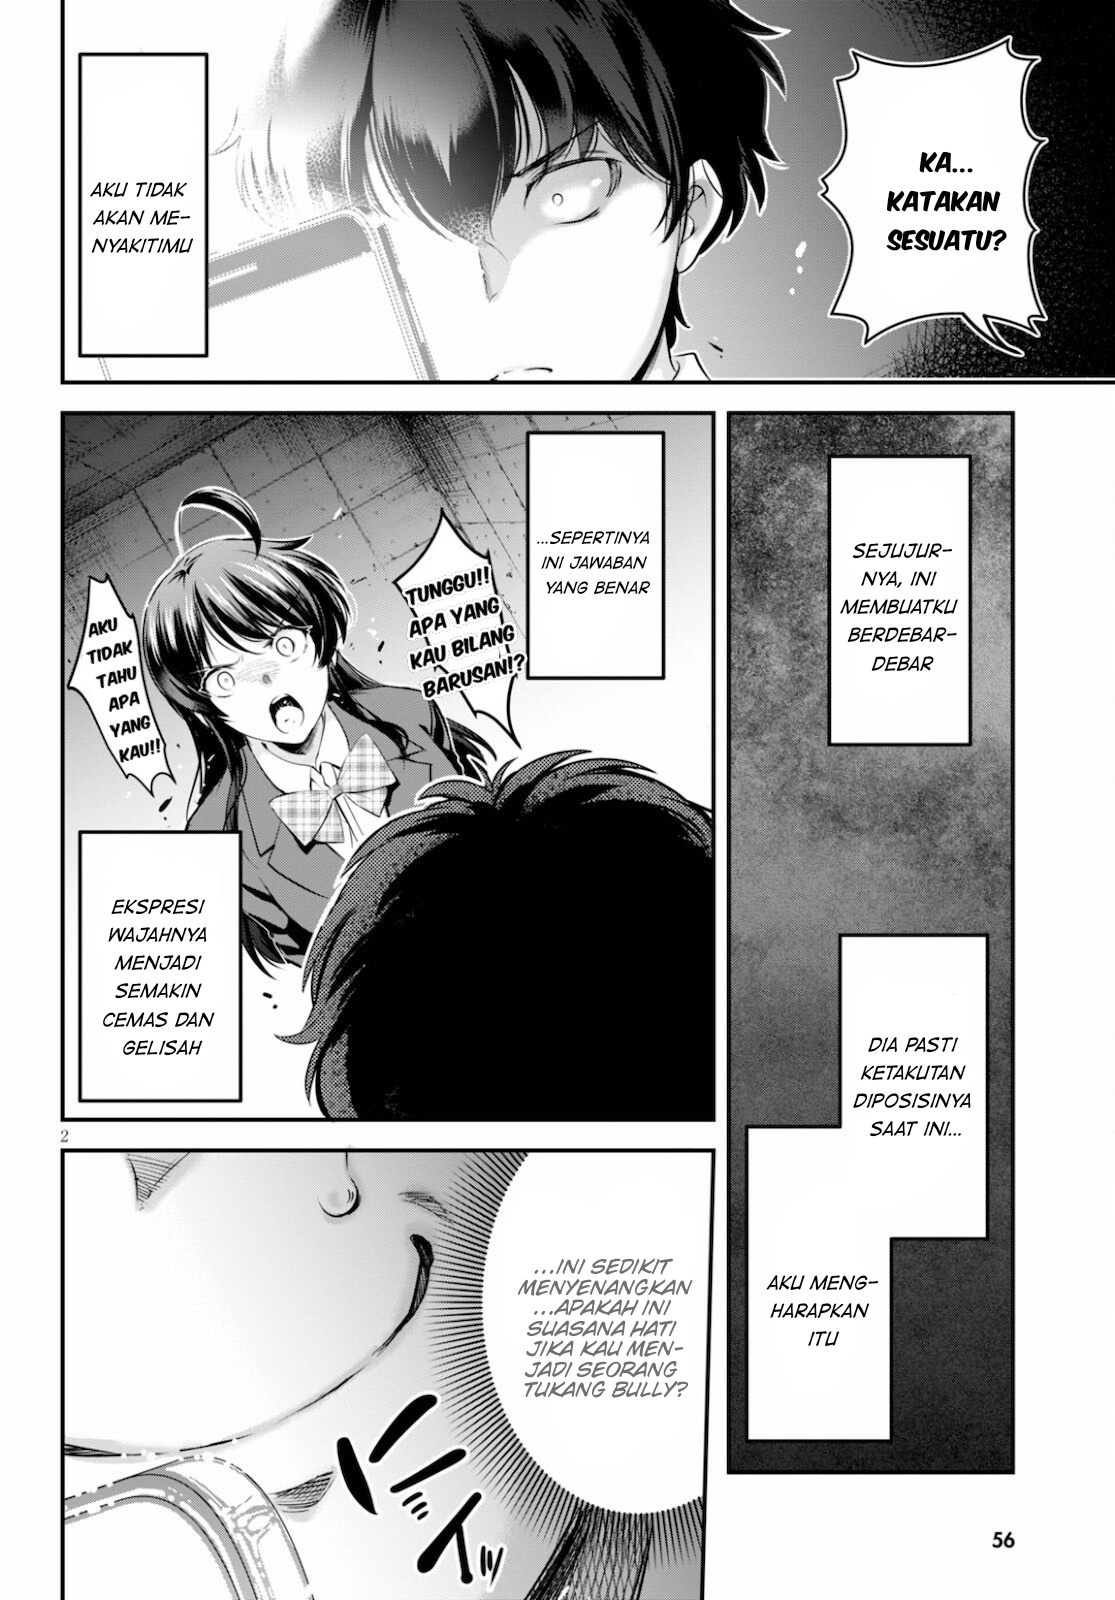 KA...
KATAKAN
SESUATU?
AKU TIDAK
AKAN ME-
NYAKITIMU
SEJUJUR-
NYA, INI
MEMBUATKU
BERDEBAR-
DEBAR
DIA PASTI
KETAKUTAN
DIPOSISINYA
SAAT INI...
AKU MENG-
HARAPKAN
ITU
...SEPERTINYA
INI JAWABAN
YANG BENAR
TUNGGU!!
APA YANG
KAU BILANG
BARUSAN!?
AKU
TIDAK
TAHU
APA
YANG
KAU!!
EKSPRESI
WAJAHNYA
MENJADI
SEMAKIN
CEMAS DAN
GELISAH
2
...INI SEDIKIT
MENYENANGKAN
...APAKAH INI
SUASANA HATI
JIKA KAU MEN-
JADI SEORANG
TUKANG BULLY?
ニヤィ
56